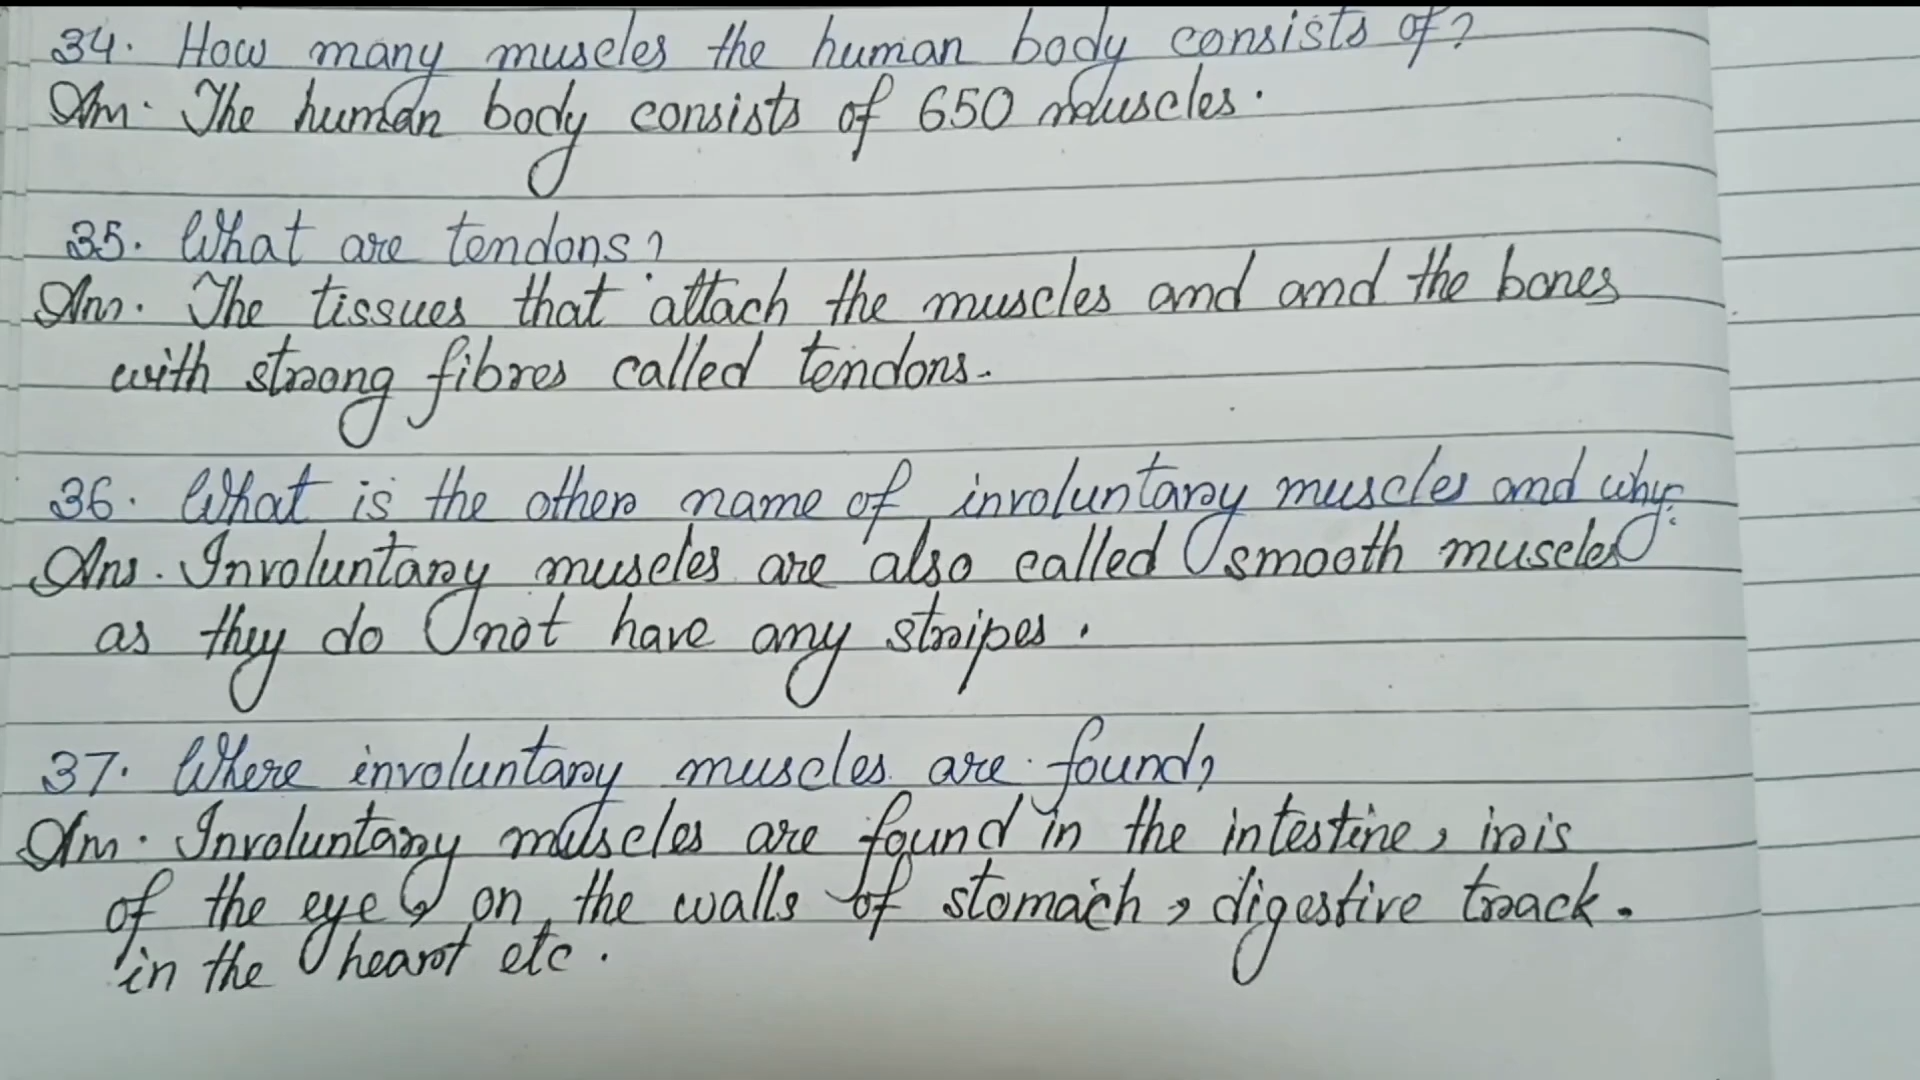 34. How many muscles the human body consists of?
Ans. The human body consists of 650 muscles.
35. What are tendons?
Ans. The tissues that attach the muscles and and the bones
with strong fibres called tendons.
36. What is the other name of involuntary muscles and why?
Ans. Involuntary muscles are also called smooth muscles
as they do not have any stripes.
37. Where involuntary muscles are found?
Ans. Involuntary muscles are found in the intestine, iris
of the eye, on the walls of stomach, digestive track.
in the heart etc.